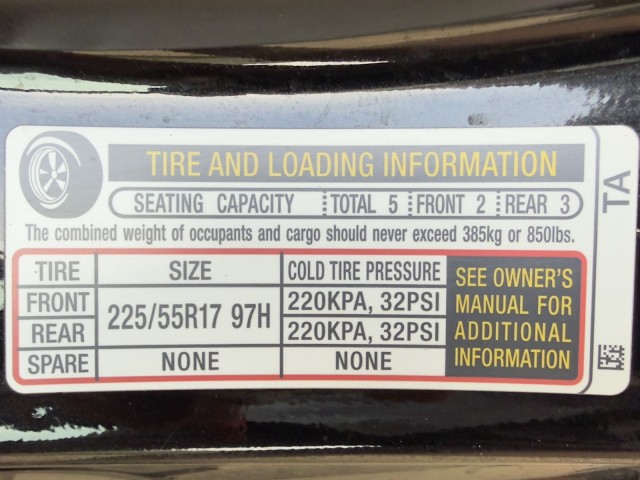 TIRE AND LOADING INFORMATION
SEATING CAPACITY TOTAL 5 FRONT 2 REAR 3
The combined weight of occupants and cargo should never exceed 385kg or 850lbs.
TIRE SIZE COLD TIRE PRESSURE
FRONT 225/55R17 97H 220KPA, 32PSI
REAR 220KPA, 32PSI
SPARE NONE NONE
SEE OWNER'S
MANUAL FOR
ADDITIONAL
INFORMATION
TA